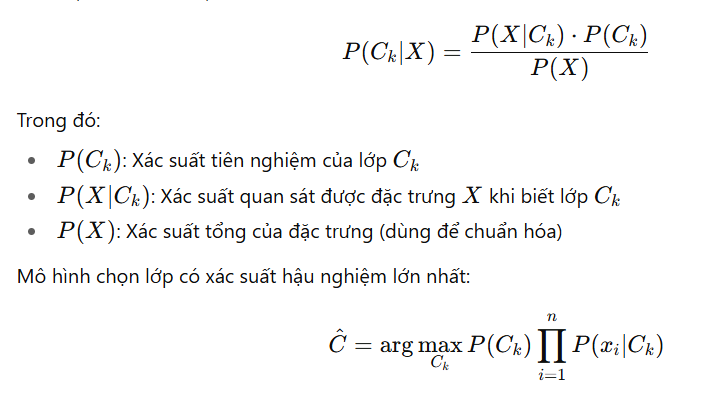 P(C_k|X) = \frac{P(X|C_k) \cdot P(C_k)}{P(X)}
Trong đó:
• P(C_k): Xác suất tiên nghiệm của lớp C_k
• P(X|C_k): Xác suất quan sát được đặc trưng X khi biết lớp C_k
• P(X): Xác suất tổng của đặc trưng (dùng để chuẩn hóa)
Mô hình chọn lớp có xác suất hậu nghiệm lớn nhất:
\hat{C} = \arg\max_{C_k} P(C_k) \prod_{i=1}^{n} P(x_i|C_k)